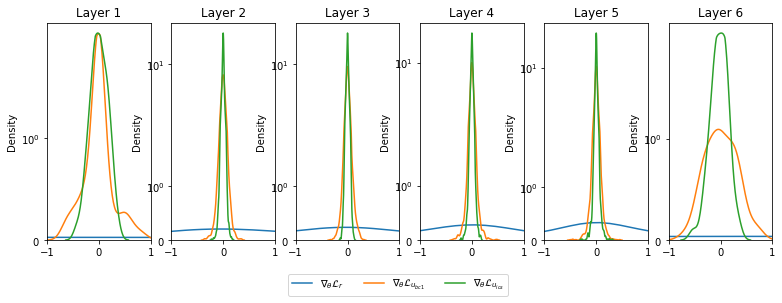 Layer 1 Layer 2 Layer 3 Layer 4 Layer 5 Layer 6
Density Density Density Density Density Density
10⁰ 10¹ 10¹ 10¹ 10¹ 10⁰
10⁰ 10⁰ 10⁰ 10⁰
0 0 0 0 0 0
−1 0 1 −1 0 1 −1 0 1 −1 0 1 −1 0 1 −1 0 1
∇θℒr ∇θℒu_bc1 ∇θℒu_ics